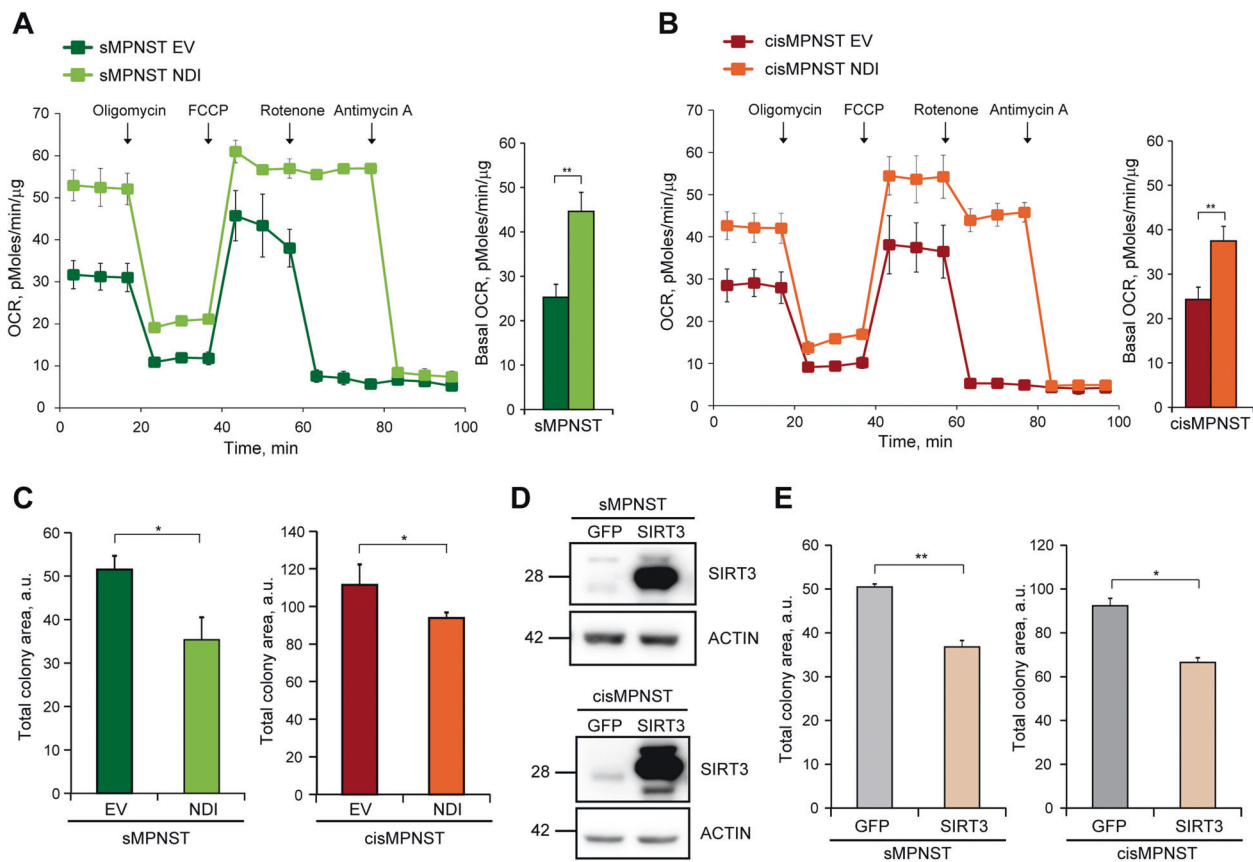 A
sMPNST EV
sMPNST NDI
Oligomycin FCCP Rotenone Antimycin A
OCR, pMoles/min/μg
70
60
50
40
30
20
10
0
0 20 40 60 80 100
Time, min
Basal OCR, pMoles/min/μg
60
50
40
30
20
10
0
**
sMPNST
B
cisMPNST EV
cisMPNST NDI
Oligomycin FCCP Rotenone Antimycin A
OCR, pMoles/min/μg
70
60
50
40
30
20
10
0
0 20 40 60 80 100
Time, min
Basal OCR, pMoles/min/μg
60
50
40
30
20
10
0
**
cisMPNST
C
Total colony area, a.u.
60
50
40
30
20
10
0
*
EV NDI
sMPNST
Total colony area, a.u.
140
120
100
80
60
40
20
0
*
EV NDI
cisMPNST
D
sMPNST
GFP SIRT3
28 SIRT3
42 ACTIN
cisMPNST
GFP SIRT3
28 SIRT3
42 ACTIN
E
Total colony area, a.u.
60
50
40
30
20
10
0
**
GFP SIRT3
sMPNST
Total colony area, a.u.
120
100
80
60
40
20
0
*
GFP SIRT3
cisMPNST